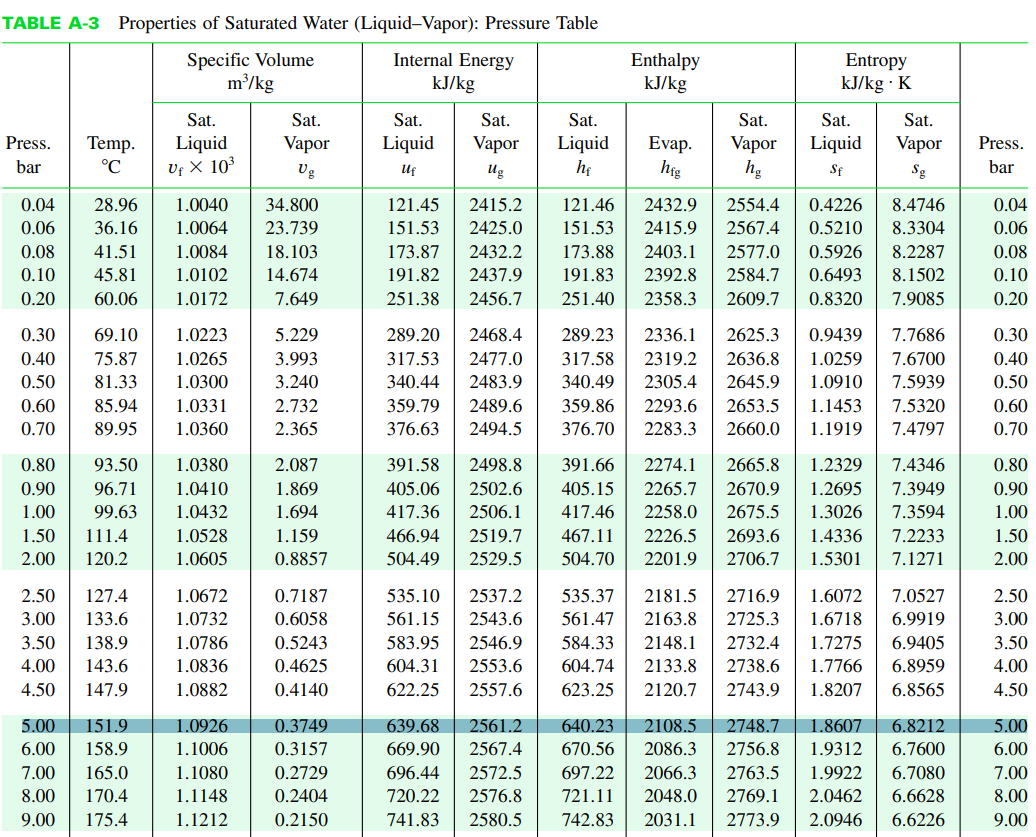 TABLE A-3 Properties of Saturated Water (Liquid–Vapor): Pressure Table
Specific Volume Internal Energy Enthalpy Entropy
m³/kg kJ/kg kJ/kg kJ/kg · K
Sat. Sat. Sat. Sat. Sat. Sat. Sat. Sat.
Press. Temp. Liquid Vapor Liquid Vapor Liquid Evap. Vapor Liquid Vapor Press.
bar °C vf × 10³ vg uf ug hf hfg hg sf sg bar
0.04 28.96 1.0040 34.800 121.45 2415.2 121.46 2432.9 2554.4 0.4226 8.4746 0.04
0.06 36.16 1.0064 23.739 151.53 2425.0 151.53 2415.9 2567.4 0.5210 8.3304 0.06
0.08 41.51 1.0084 18.103 173.87 2432.2 173.88 2403.1 2577.0 0.5926 8.2287 0.08
0.10 45.81 1.0102 14.674 191.82 2437.9 191.83 2392.8 2584.7 0.6493 8.1502 0.10
0.20 60.06 1.0172 7.649 251.38 2456.7 251.40 2358.3 2609.7 0.8320 7.9085 0.20
0.30 69.10 1.0223 5.229 289.20 2468.4 289.23 2336.1 2625.3 0.9439 7.7686 0.30
0.40 75.87 1.0265 3.993 317.53 2477.0 317.58 2319.2 2636.8 1.0259 7.6700 0.40
0.50 81.33 1.0300 3.240 340.44 2483.9 340.49 2305.4 2645.9 1.0910 7.5939 0.50
0.60 85.94 1.0331 2.732 359.79 2489.6 359.86 2293.6 2653.5 1.1453 7.5320 0.60
0.70 89.95 1.0360 2.365 376.63 2494.5 376.70 2283.3 2660.0 1.1919 7.4797 0.70
0.80 93.50 1.0380 2.087 391.58 2498.8 391.66 2274.1 2665.8 1.2329 7.4346 0.80
0.90 96.71 1.0410 1.869 405.06 2502.6 405.15 2265.7 2670.9 1.2695 7.3949 0.90
1.00 99.63 1.0432 1.694 417.36 2506.1 417.46 2258.0 2675.5 1.3026 7.3594 1.00
1.50 111.4 1.0528 1.159 466.94 2519.7 467.11 2226.5 2693.6 1.4336 7.2233 1.50
2.00 120.2 1.0605 0.8857 504.49 2529.5 504.70 2201.9 2706.7 1.5301 7.1271 2.00
2.50 127.4 1.0672 0.7187 535.10 2537.2 535.37 2181.5 2716.9 1.6072 7.0527 2.50
3.00 133.6 1.0732 0.6058 561.15 2543.6 561.47 2163.8 2725.3 1.6718 6.9919 3.00
3.50 138.9 1.0786 0.5243 583.95 2546.9 584.33 2148.1 2732.4 1.7275 6.9405 3.50
4.00 143.6 1.0836 0.4625 604.31 2553.6 604.74 2133.8 2738.6 1.7766 6.8959 4.00
4.50 147.9 1.0882 0.4140 622.25 2557.6 623.25 2120.7 2743.9 1.8207 6.8565 4.50
5.00 151.9 1.0926 0.3749 639.68 2561.2 640.23 2108.5 2748.7 1.8607 6.8212 5.00
6.00 158.9 1.1006 0.3157 669.90 2567.4 670.56 2086.3 2756.8 1.9312 6.7600 6.00
7.00 165.0 1.1080 0.2729 696.44 2572.5 697.22 2066.3 2763.5 1.9922 6.7080 7.00
8.00 170.4 1.1148 0.2404 720.22 2576.8 721.11 2048.0 2769.1 2.0462 6.6628 8.00
9.00 175.4 1.1212 0.2150 741.83 2580.5 742.83 2031.1 2773.9 2.0946 6.6226 9.00